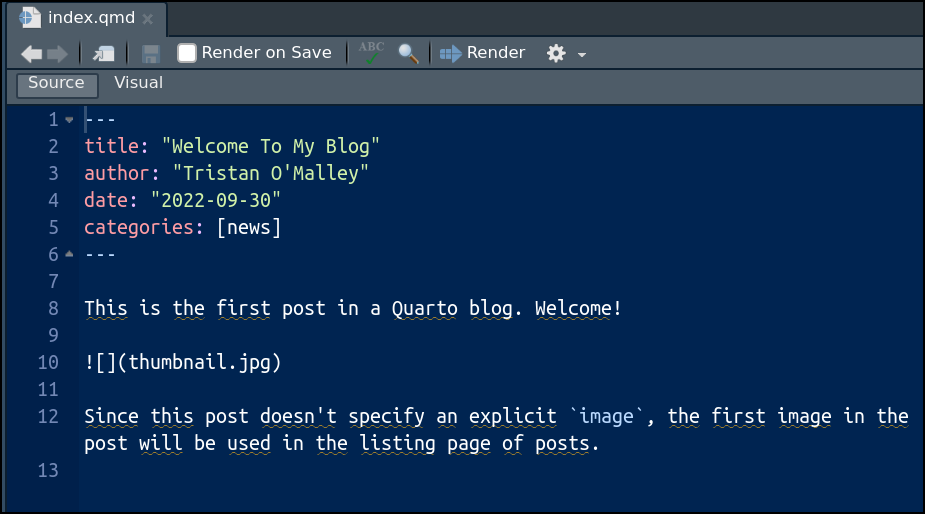 index.qmd
Render on Save ABC Render
Source Visual
1 ---
2 title: "Welcome To My Blog"
3 author: "Tristan O'Malley"
4 date: "2022-09-30"
5 categories: [news]
6 ---
7
8 This is the first post in a Quarto blog. Welcome!
9
10 ![](thumbnail.jpg)
11
12 Since this post doesn't specify an explicit `image`, the first image in the
post will be used in the listing page of posts.
13